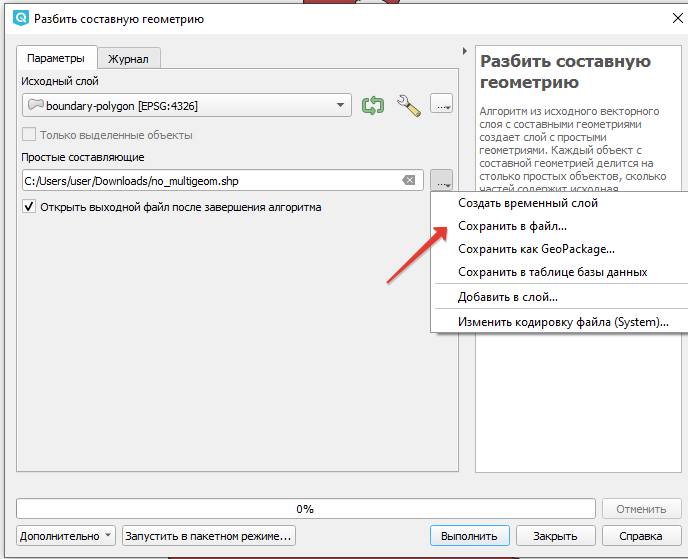 Разбить составную геометрию
Параметры
Журнал
Исходный слой
boundary-polygon [EPSG:4326]
...
Только выделенные объекты
Простые составляющие
C:/Users/user/Downloads/no_multigeom.shp
...
Открыть выходной файл после завершения алгоритма
Разбить составную
геометрию
Алгоритм из исходного векторного
слоя с составными геометриями
создает слой с простыми
геометриями. Каждый объект с
составной геометрией делится на
столько простых объектов, сколько
частей содержит исходная
Создать временный слой
Сохранить в файл...
Сохранить как GeoPackage...
Сохранить в таблице базы данных
Добавить в слой...
Изменить кодировку файла (System)...
0%
Отменить
Дополнительно
Запустить в пакетном режиме...
Выполнить
Закрыть
Справка